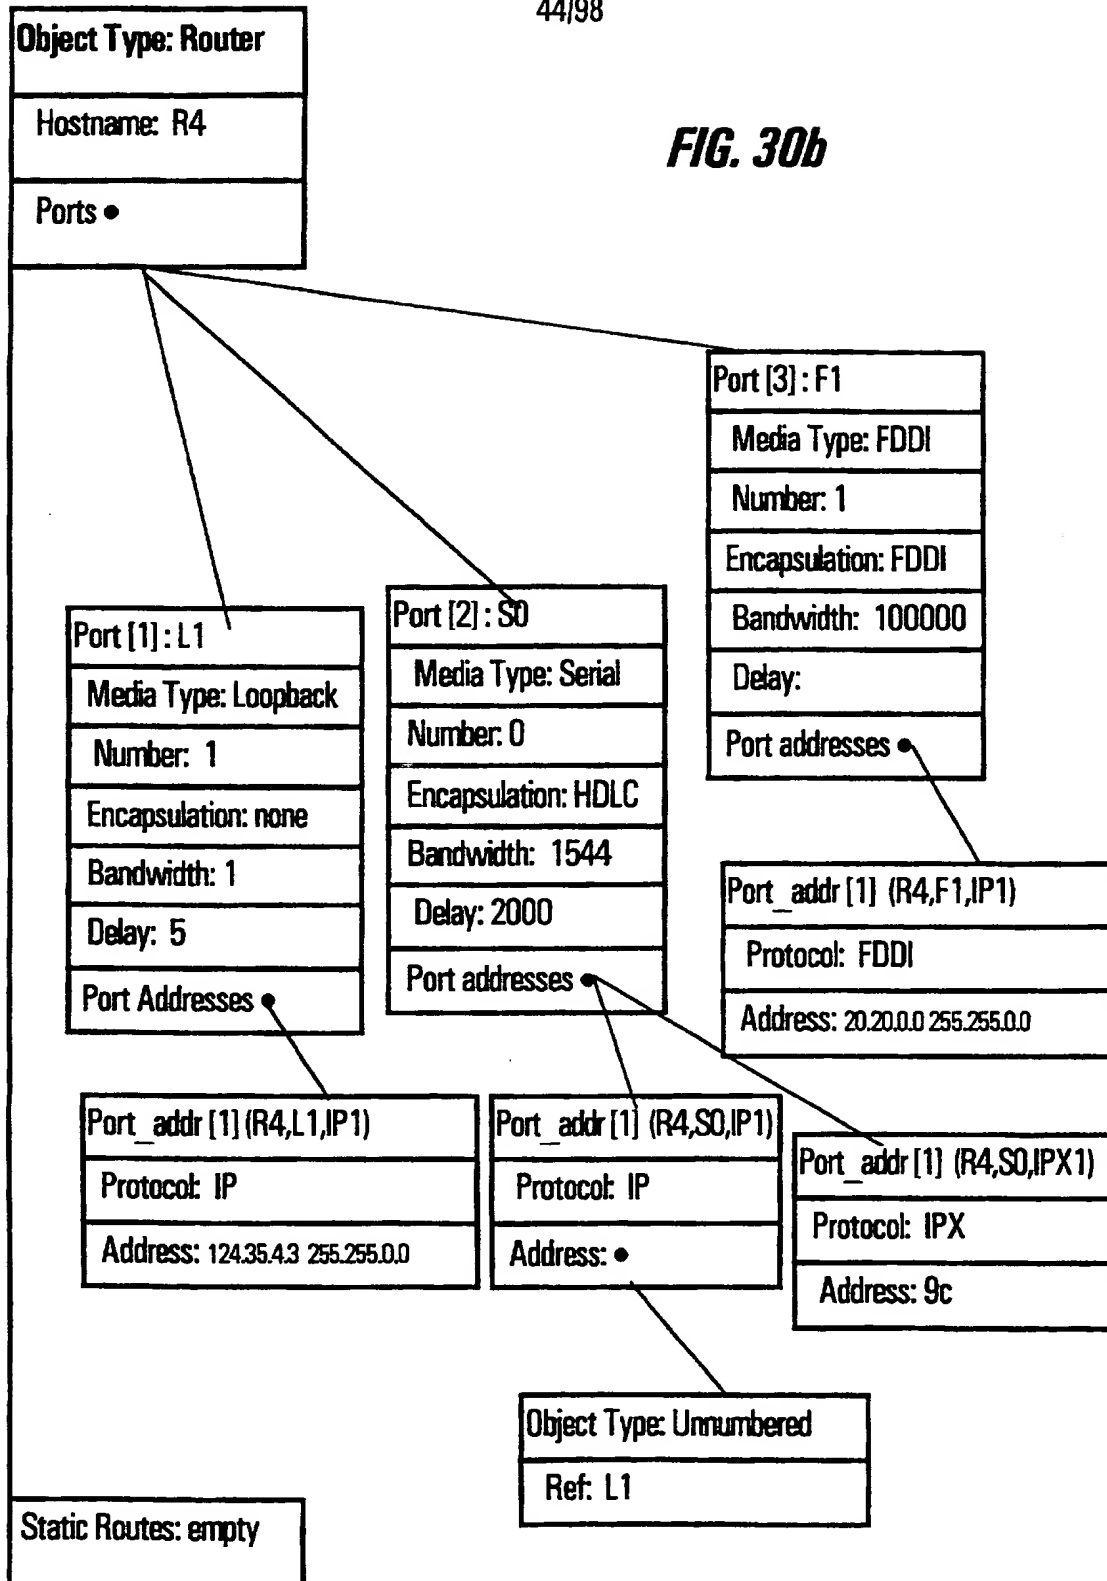 44/98
Object Type: Router
Hostname: R4
Ports
FIG. 30b
Port [3] : F1
Media Type: FDDI
Number: 1
Encapsulation: FDDI
Bandwidth: 100000
Delay:
Port addresses
Port [1] : L1
Media Type: Loopback
Number: 1
Encapsulation: none
Bandwidth: 1
Delay: 5
Port Addresses
Port [2] : S0
Media Type: Serial
Number: 0
Encapsulation: HDLC
Bandwidth: 1544
Delay: 2000
Port addresses
Port_addr [1] (R4,F1,IP1)
Protocol: FDDI
Address: 20.20.0.0 255.255.0.0
Port_addr [1] (R4,L1,IP1)
Protocol: IP
Address: 124.35.4.3 255.255.0.0
Port_addr [1] (R4,S0,IP1)
Protocol: IP
Address:
Port_addr [1] (R4,S0,IPX1)
Protocol: IPX
Address: 9c
Object Type: Unnumbered
Ref: L1
Static Routes: empty